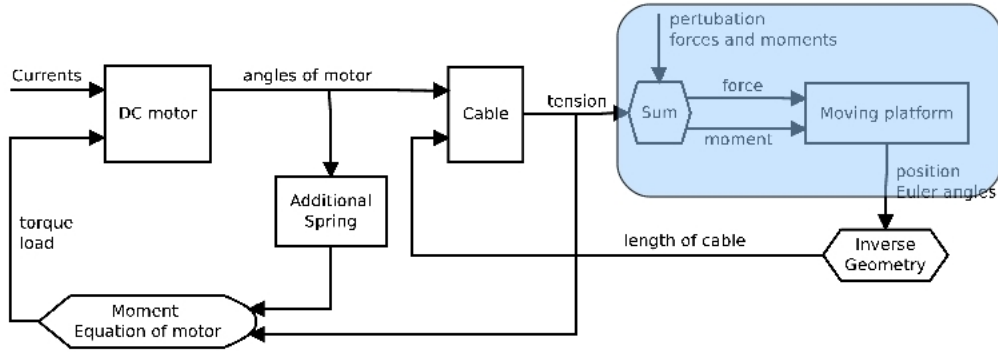 pertubation
forces and moments
Currents
angles of motor
DC motor
Cable
tension
Sum
force
moment
Moving platform
Additional
Spring
position
Euler angles
torque
load
length of cable
Inverse
Geometry
Moment
Equation of motor